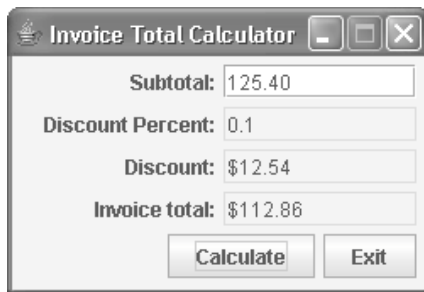 Invoice Total Calculator
Subtotal: 125.40
Discount Percent: 0.1
Discount: $12.54
Invoice total: $112.86
Calculate Exit